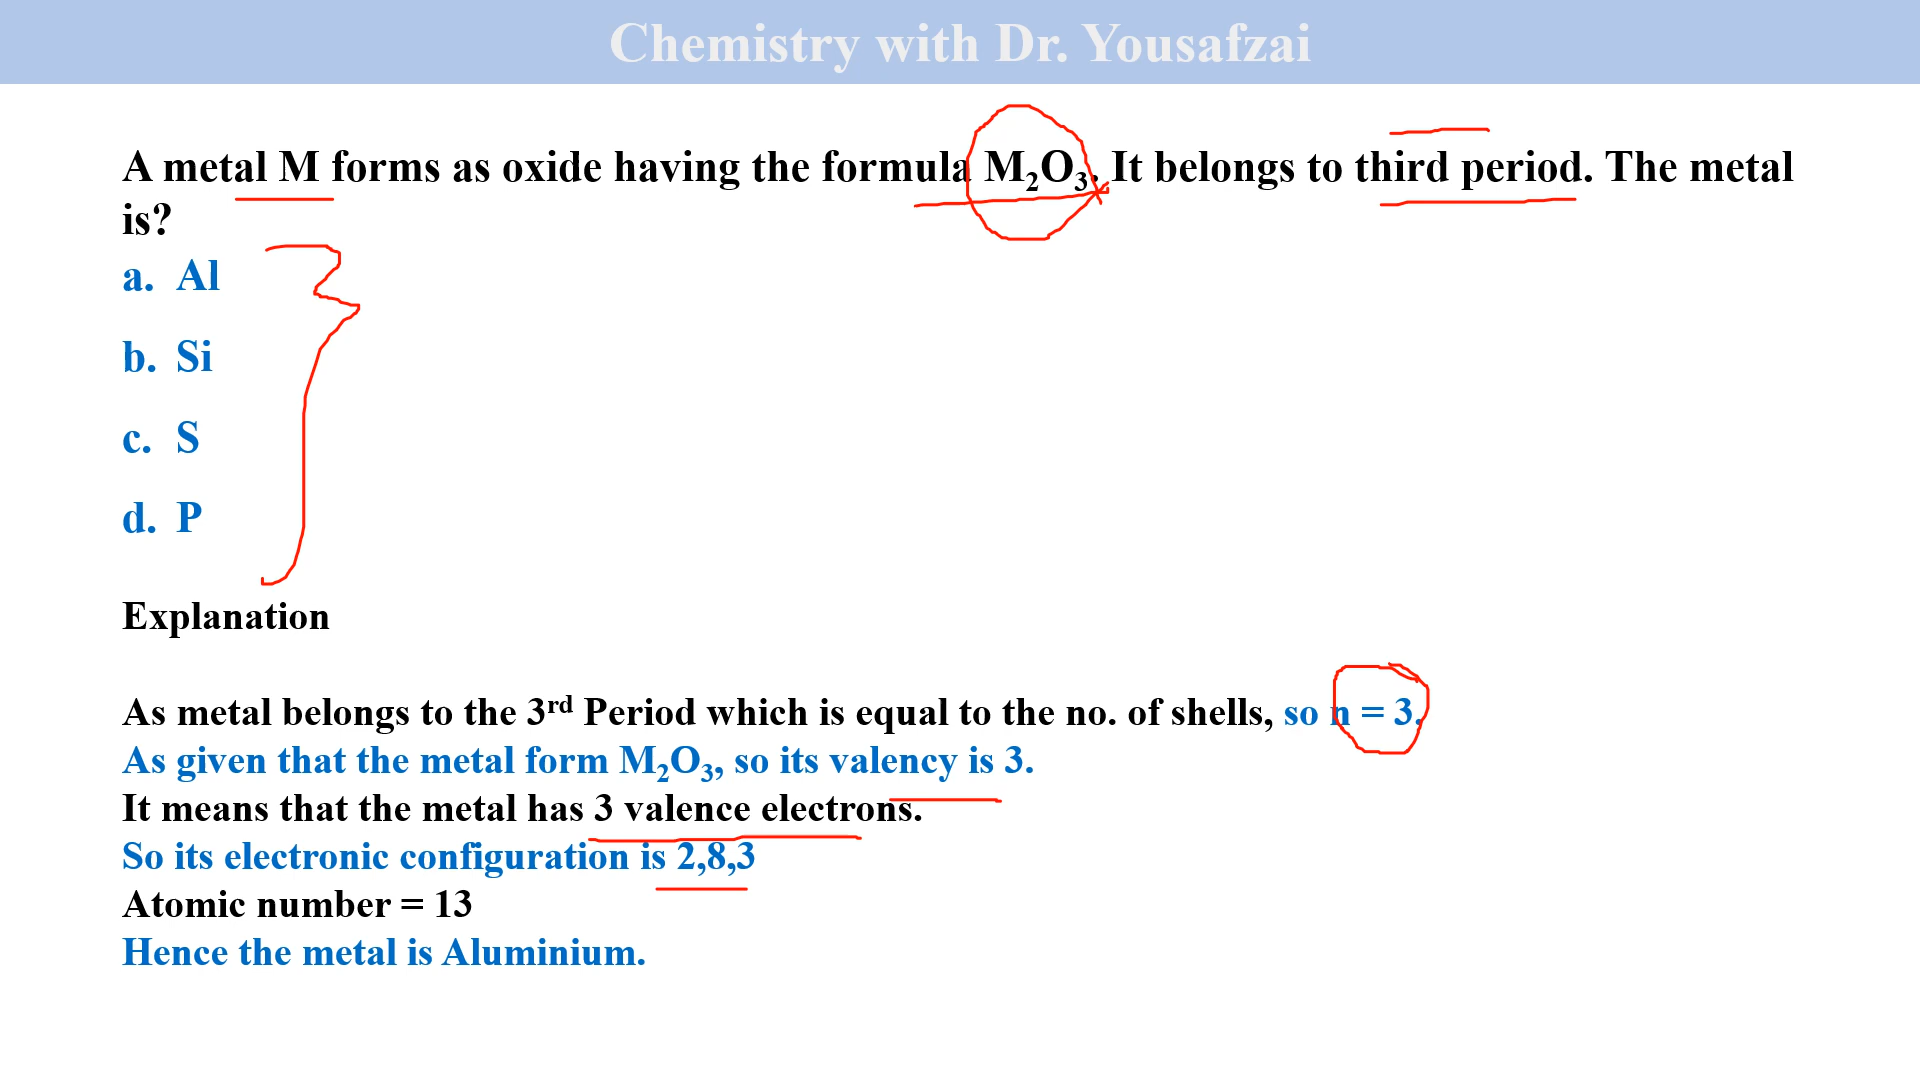 Chemistry with Dr. Yousafzai
A metal M forms as oxide having the formula M₂O₃. It belongs to third period. The metal
is?
a. Al
b. Si
c. S
d. P
Explanation
As metal belongs to the 3rd Period which is equal to the no. of shells, so n = 3.
As given that the metal form M₂O₃, so its valency is 3.
It means that the metal has 3 valence electrons.
So its electronic configuration is 2,8,3
Atomic number = 13
Hence the metal is Aluminium.